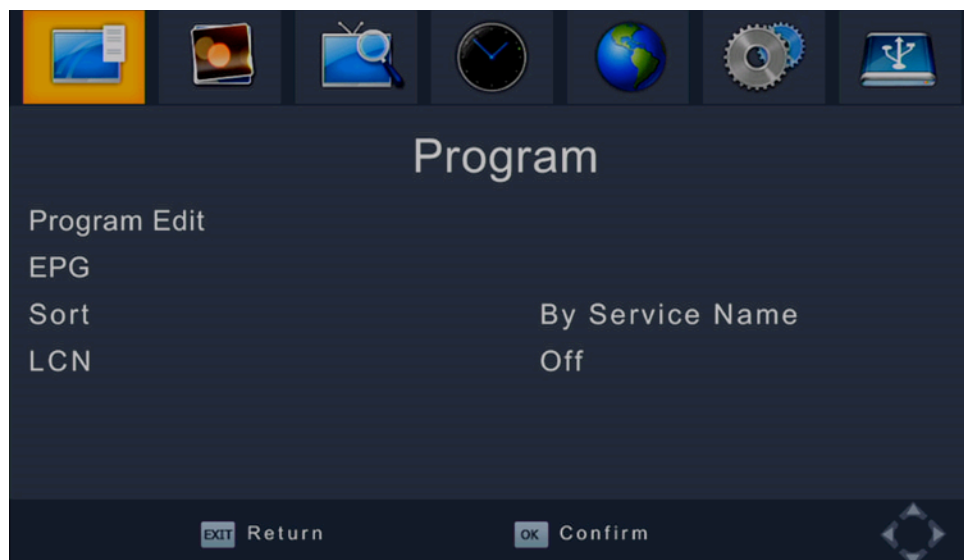 Program
Program Edit
EPG
Sort By Service Name
LCN Off
EXIT Return OK Confirm